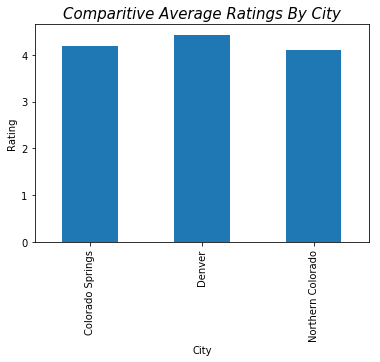 Comparitive Average Ratings By City
4
3
2
1
0
Rating
Colorado Springs
Denver
Northern Colorado
City